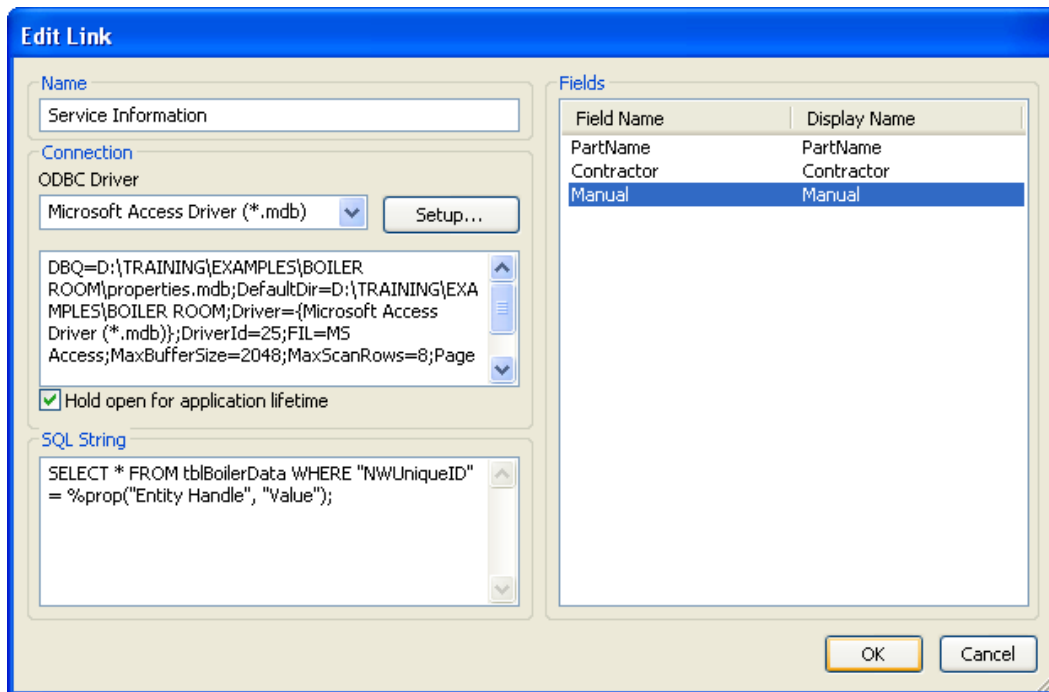 Edit Link
Name
Service Information
Connection
ODBC Driver
Microsoft Access Driver (*.mdb)
Setup...
DBQ=D:\TRAINING\EXAMPLES\BOILER
ROOM\properties.mdb;DefaultDir=D:\TRAINING\EXA
MPLES\BOILER ROOM;Driver={Microsoft Access
Driver (*.mdb)};DriverId=25;FIL=MS
Access;MaxBufferSize=2048;MaxScanRows=8;Page
Hold open for application lifetime
SQL String
SELECT * FROM tblBoilerData WHERE "NWUniqueID"
= %prop("Entity Handle", "Value");
Fields
Field Name Display Name
PartName PartName
Contractor Contractor
Manual Manual
OK Cancel